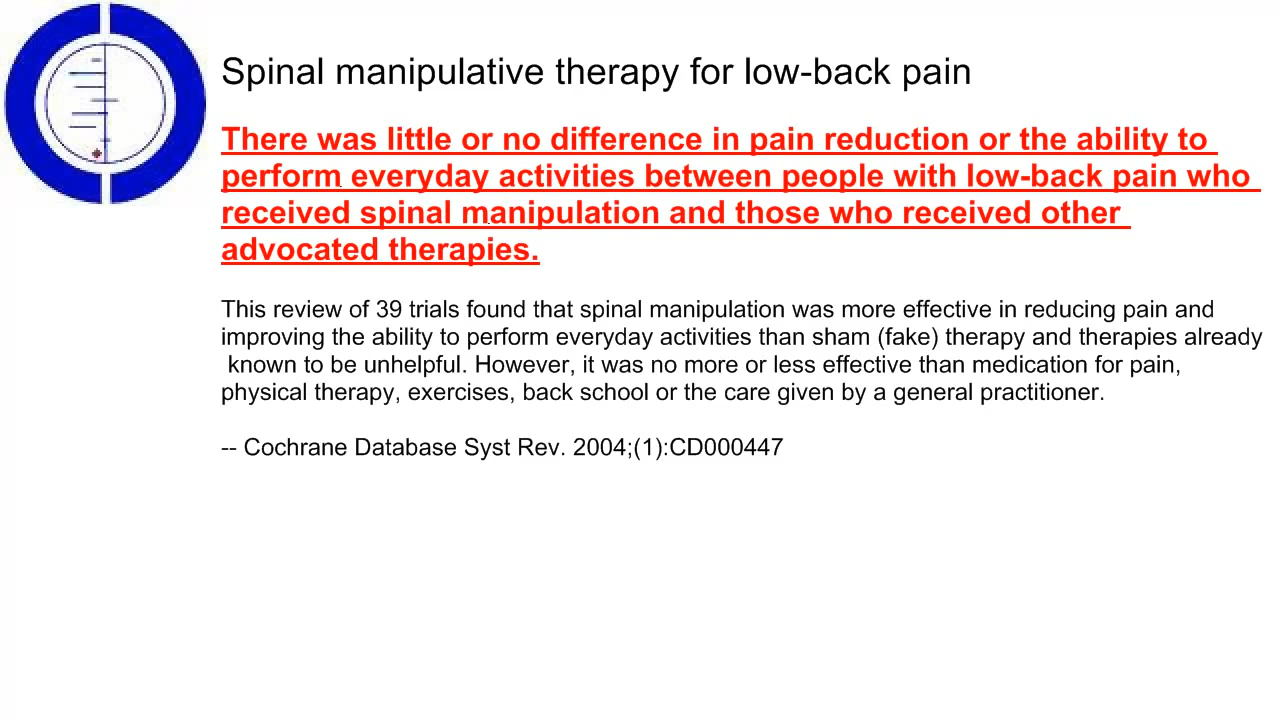 Spinal manipulative therapy for low-back pain
There was little or no difference in pain reduction or the ability to
perform everyday activities between people with low-back pain who
received spinal manipulation and those who received other
advocated therapies.
This review of 39 trials found that spinal manipulation was more effective in reducing pain and
improving the ability to perform everyday activities than sham (fake) therapy and therapies already
known to be unhelpful. However, it was no more or less effective than medication for pain,
physical therapy, exercises, back school or the care given by a general practitioner.
-- Cochrane Database Syst Rev. 2004;(1):CD000447